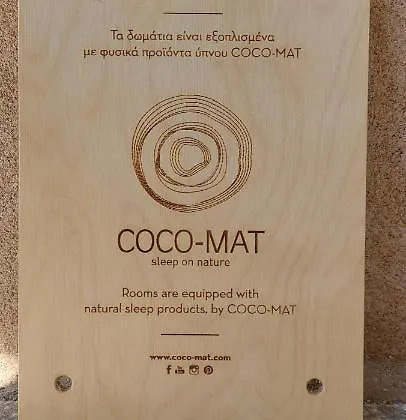 Τα δωμάτια είναι εξοπλισμένα
με φυσικά προϊόντα ύπνου COCO-MAT
COCO-MAT
sleep on nature
Rooms are equipped with
natural sleep products, by COCO-MAT
www.coco-mat.com